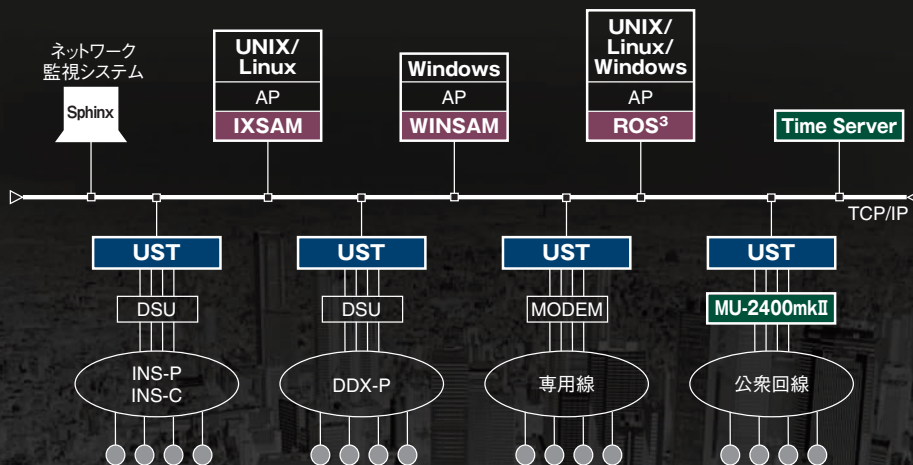 ネットワーク
監視システム
Sphinx
UNIX/
Linux
AP
IXSAM
Windows
AP
WINSAM
UNIX/
Linux/
Windows
AP
ROS³
Time Server
TCP/IP
UST
UST
UST
UST
DSU
DSU
MODEM
MU-2400mkⅡ
INS-P
INS-C
DDX-P
専用線
公衆回線